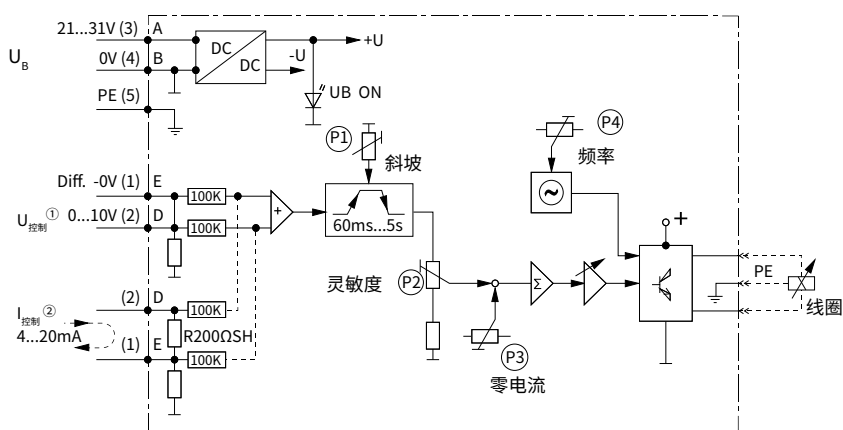 21...31V (3) A
U_B
0V (4) B
PE (5)
DC
DC
+U
-U
UB ON
P1
斜坡
P4
频率
Diff. -0V (1) E
100K
U控制① 0...10V (2) D
100K
+
60ms...5s
~
+
PE
线圈
灵敏度
P2
Σ
(2) D
100K
I控制②
4...20mA
R200ΩSH
(1) E
100K
P3
零电流